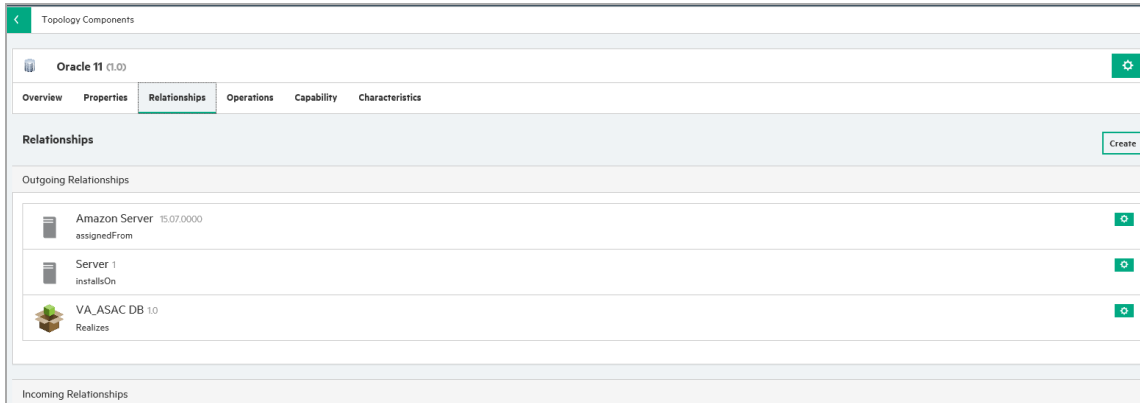 Topology Components
Oracle 11 (1.0)
Overview Properties Relationships Operations Capability Characteristics
Relationships
Create
Outgoing Relationships
Amazon Server 15.07.0000
assignedFrom
Server 1
installsOn
VA_ASAC DB 1.0
Realizes
Incoming Relationships